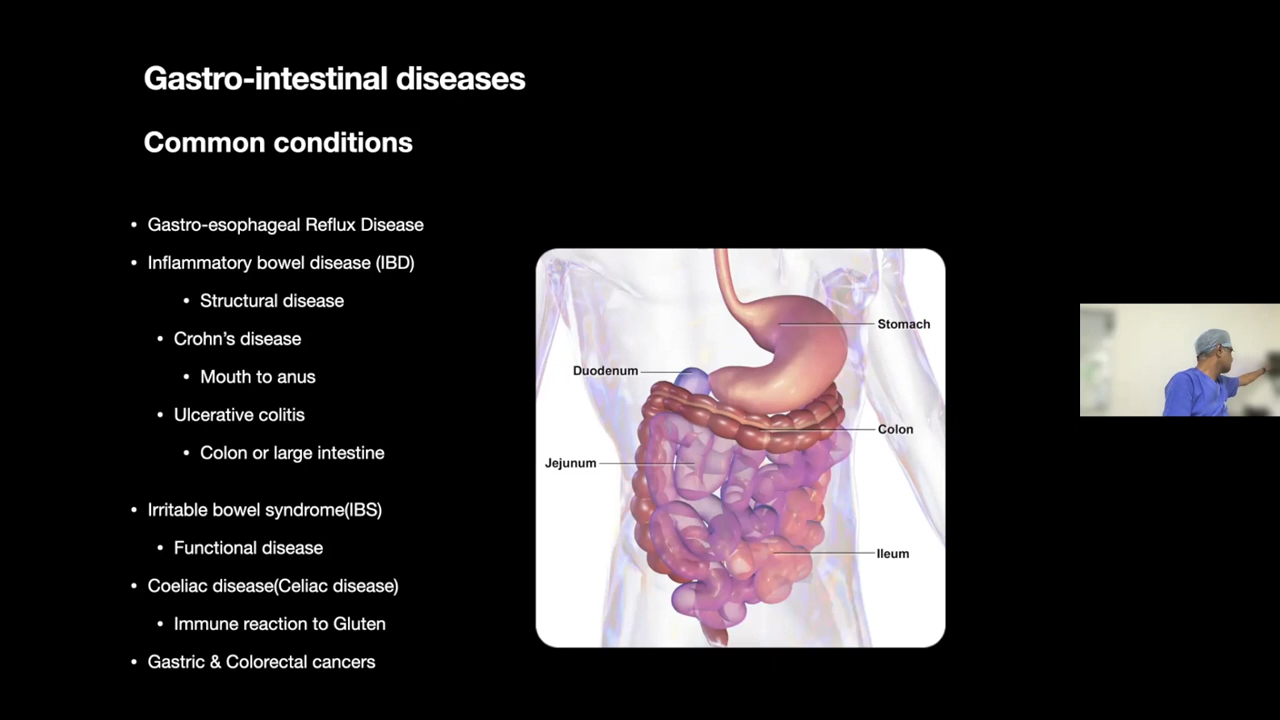 Gastro-intestinal diseases
Common conditions
• Gastro-esophageal Reflux Disease
• Inflammatory bowel disease (IBD)
• Structural disease
• Crohn’s disease
• Mouth to anus
• Ulcerative colitis
• Colon or large intestine
• Irritable bowel syndrome(IBS)
• Functional disease
• Coeliac disease(Celiac disease)
• Immune reaction to Gluten
• Gastric & Colorectal cancers
Stomach
Duodenum
Colon
Jejunum
Ileum